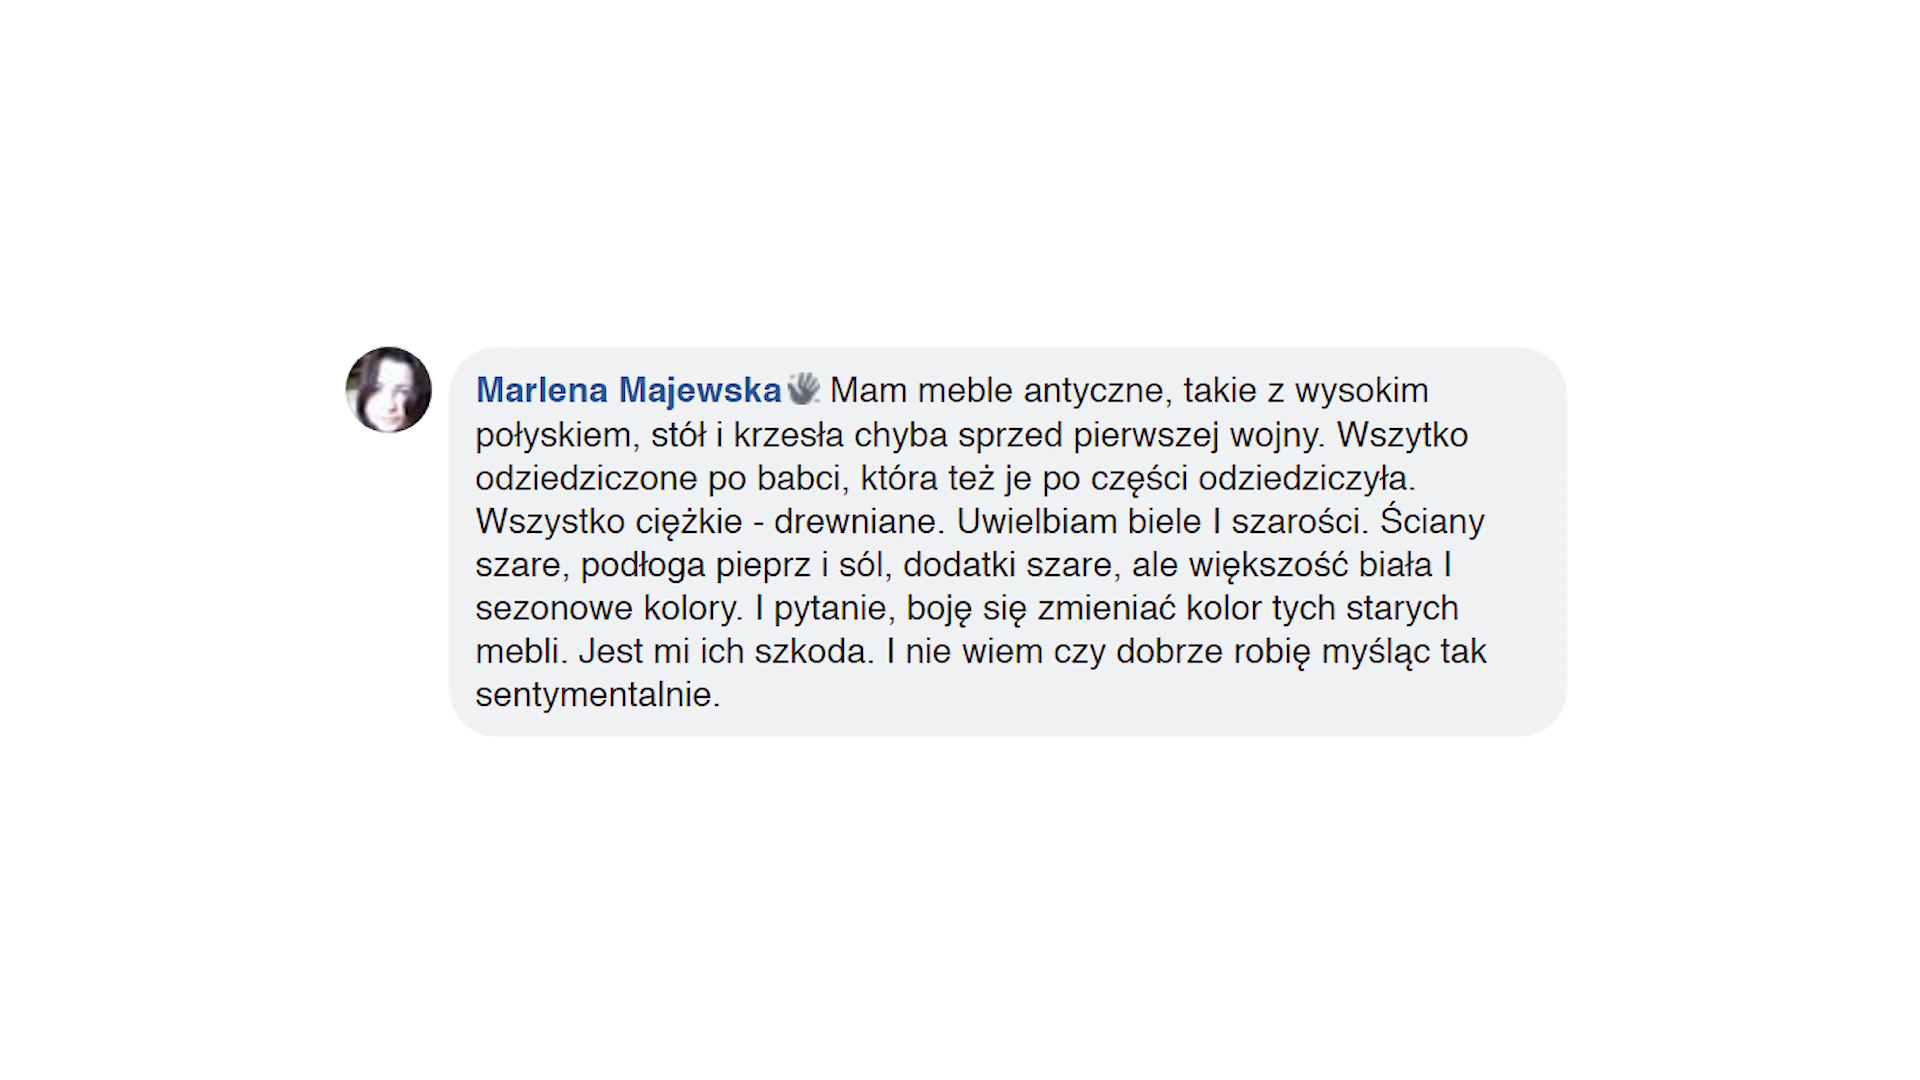 Marlena Majewska👋 Mam meble antyczne, takie z wysokim
połyskiem, stół i krzesła chyba sprzed pierwszej wojny. Wszytko
odziedziczone po babci, która też je po części odziedziczyła.
Wszystko ciężkie - drewniane. Uwielbiam biele I szarości. Ściany
szare, podłoga pieprz i sól, dodatki szare, ale większość biała I
sezonowe kolory. I pytanie, boję się zmieniać kolor tych starych
mebli. Jest mi ich szkoda. I nie wiem czy dobrze robię myśląc tak
sentymentalnie.